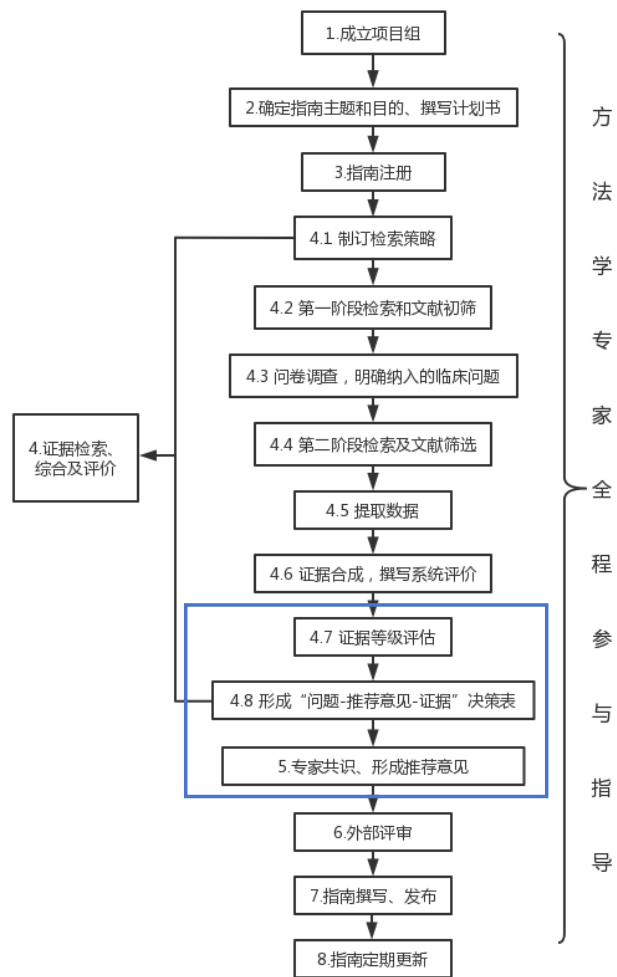 1.成立项目组
2.确定指南主题和目的、撰写计划书
3.指南注册
4.1 制订检索策略
4.2 第一阶段检索和文献初筛
4.3 问卷调查，明确纳入的临床问题
4.4 第二阶段检索及文献筛选
4.5 提取数据
4.6 证据合成，撰写系统评价
4.7 证据等级评估
4.8 形成“问题-推荐意见-证据”决策表
4.证据检索、
综合及评价
5.专家共识、形成推荐意见
6.外部评审
7.指南撰写、发布
8.指南定期更新
方
法
学
专
家
全
程
参
与
指
导